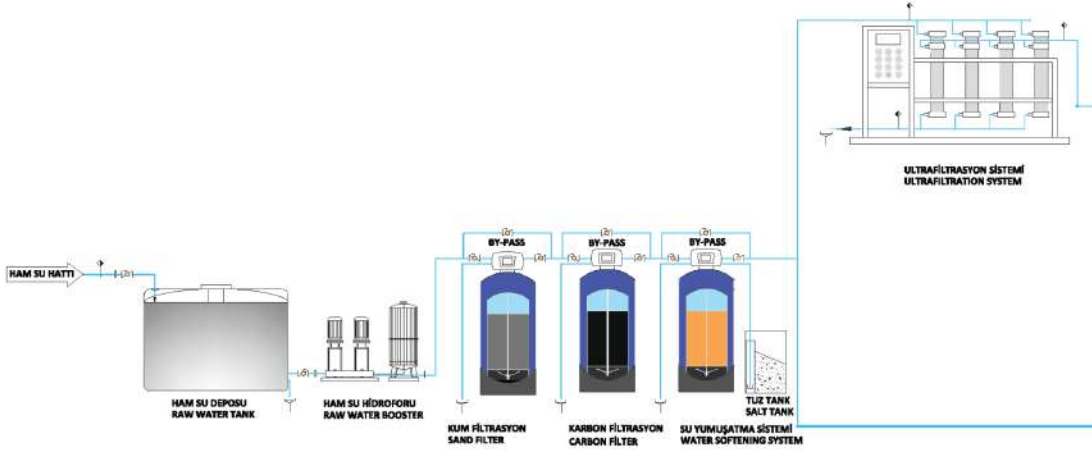 ULTRAFİLTRASYON SİSTEMİ
ULTRAFILTRATION SYSTEM
BY-PASS
BY-PASS
BY-PASS
HAM SU HATTI
HAM SU DEPOSU
RAW WATER TANK
HAM SU HİDROFORU
RAW WATER BOOSTER
KUM FİLTRASYON
SAND FILTER
KARBON FİLTRASYON
CARBON FILTER
TUZ TANK
SALT TANK
SU YUMUŞATMA SİSTEMİ
WATER SOFTENING SYSTEM